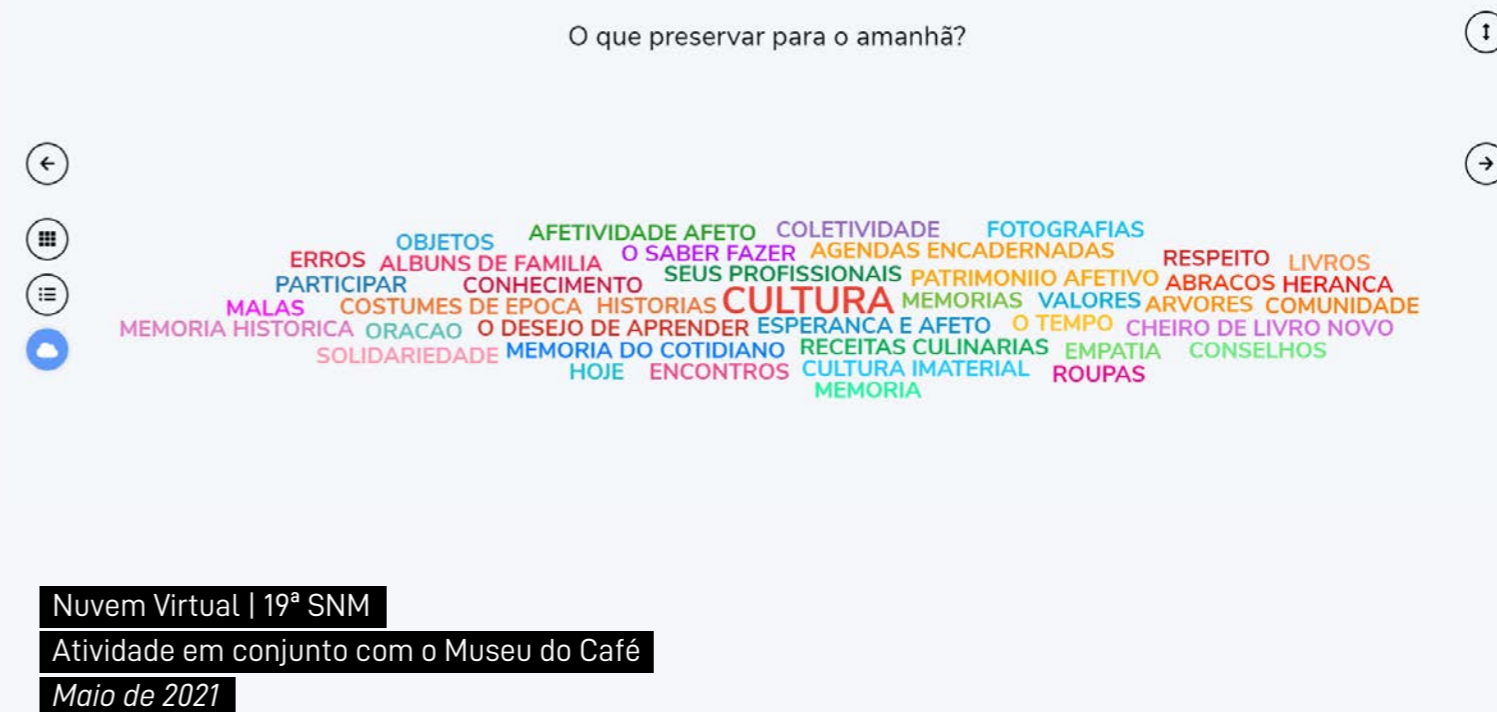 O que preservar para o amanhã?
AFETIVIDADE AFETO COLETIVIDADE FOTOGRAFIAS
OBJETOS O SABER FAZER AGENDAS ENCADERNADAS
ERROS ALBUNS DE FAMILIA RESPEITO LIVROS
PARTICIPAR CONHECIMENTO SEUS PROFISSIONAIS PATRIMONIIO AFETIVO ABRACOS HERANCA
MALAS COSTUMES DE EPOCA HISTORIAS CULTURA MEMORIAS VALORES ARVORES COMUNIDADE
MEMORIA HISTORICA ORACAO O DESEJO DE APRENDER ESPERANCA E AFETO O TEMPO CHEIRO DE LIVRO NOVO
SOLIDARIEDADE MEMORIA DO COTIDIANO RECEITAS CULINARIAS EMPATIA CONSELHOS
HOJE ENCONTROS CULTURA IMATERIAL ROUPAS
MEMORIA
Nuvem Virtual | 19ª SNM
Atividade em conjunto com o Museu do Café
Maio de 2021